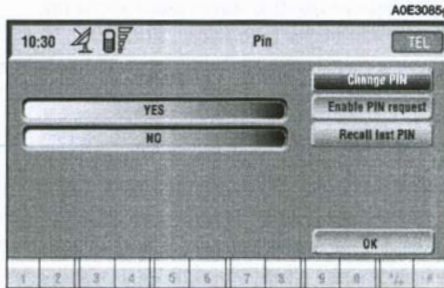 A0E3085g
10:30 Pin TEL
Change PIN
YES Enable PIN request
NO Recall last PIN
OK
1 2 3 4 5 6 7 8 9 0 */+ #